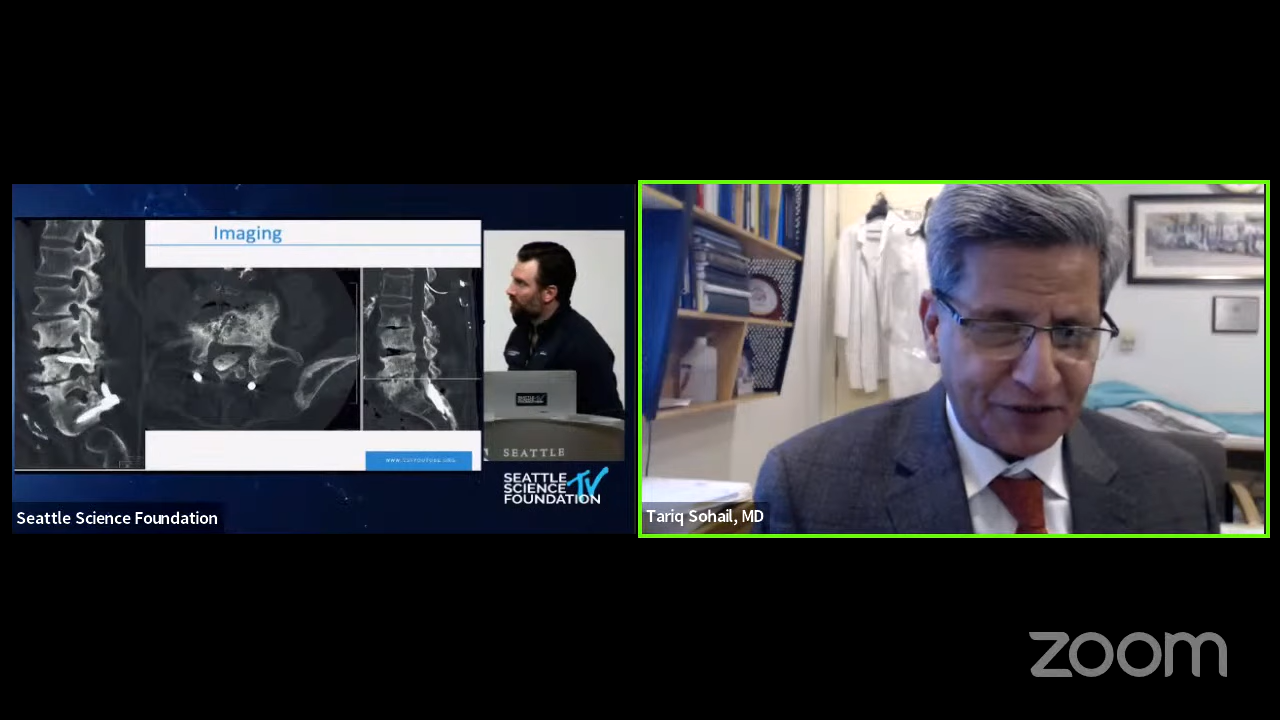 Imaging
SEATTLE
SEATTLE
SCIENCE TV
FOUNDATION
Seattle Science Foundation
Tariq Sohail, MD
zoom